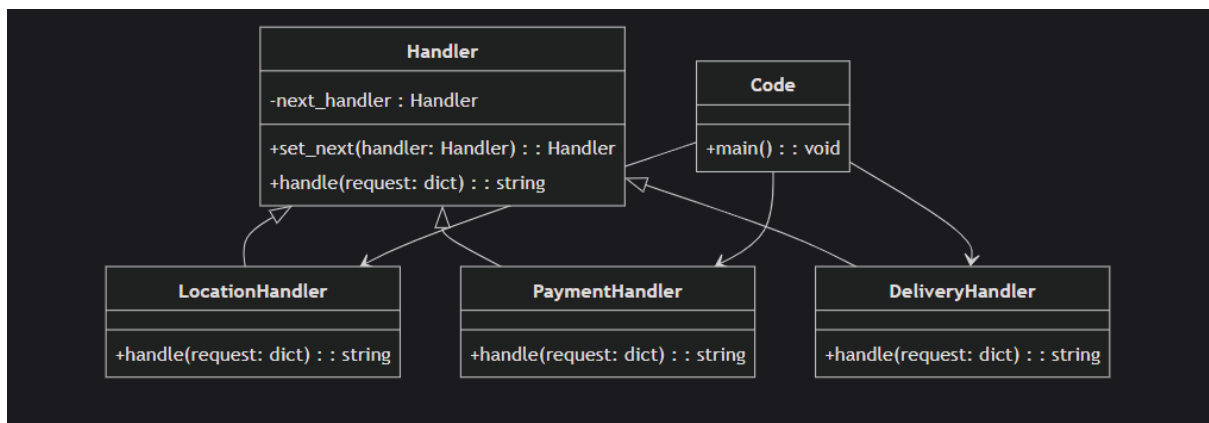 Handler
-next_handler : Handler
+set_next(handler: Handler) : : Handler
+handle(request: dict) : : string
Code
+main() : : void
LocationHandler
+handle(request: dict) : : string
PaymentHandler
+handle(request: dict) : : string
DeliveryHandler
+handle(request: dict) : : string